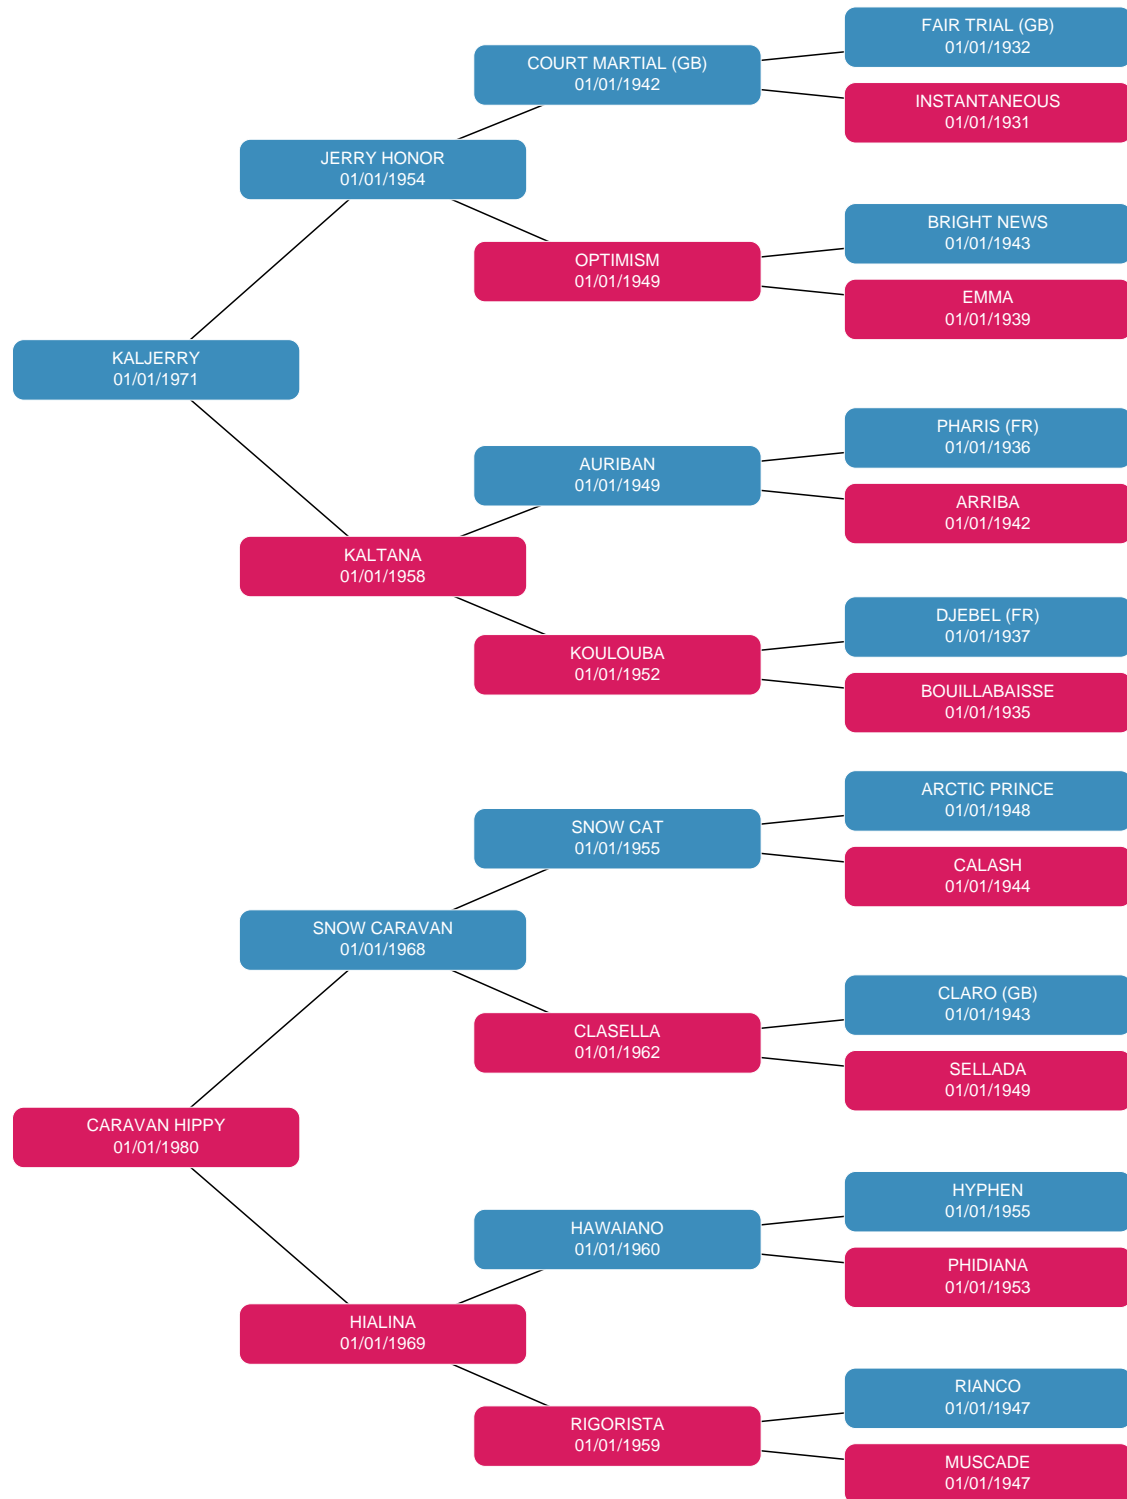 FAIR TRIAL (GB)
01/01/1932
COURT MARTIAL (GB)
01/01/1942
INSTANTANEOUS
01/01/1931
JERRY HONOR
01/01/1954
BRIGHT NEWS
01/01/1943
OPTIMISM
01/01/1949
EMMA
01/01/1939
KALJERRY
01/01/1971
PHARIS (FR)
01/01/1936
AURIBAN
01/01/1949
ARRIBA
01/01/1942
KALTANA
01/01/1958
DJEBEL (FR)
01/01/1937
KOULOUBA
01/01/1952
BOUILLABAISSE
01/01/1935
ARCTIC PRINCE
01/01/1948
SNOW CAT
01/01/1955
CALASH
01/01/1944
SNOW CARAVAN
01/01/1968
CLARO (GB)
01/01/1943
CLASELLA
01/01/1962
SELLADA
01/01/1949
CARAVAN HIPPY
01/01/1980
HYPHEN
01/01/1955
HAWAIANO
01/01/1960
PHIDIANA
01/01/1953
HIALINA
01/01/1969
RIANCO
01/01/1947
RIGORISTA
01/01/1959
MUSCADE
01/01/1947